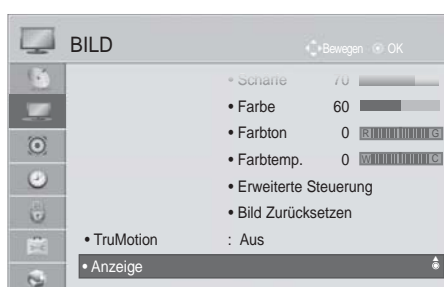 BILD
Bewegen OK
• Schärfe 70
• Farbe 60
• Farbton 0 R G
• Farbtemp. 0 W C
• Erweiterte Steuerung
• Bild Zurücksetzen
• TruMotion : Aus
• Anzeige